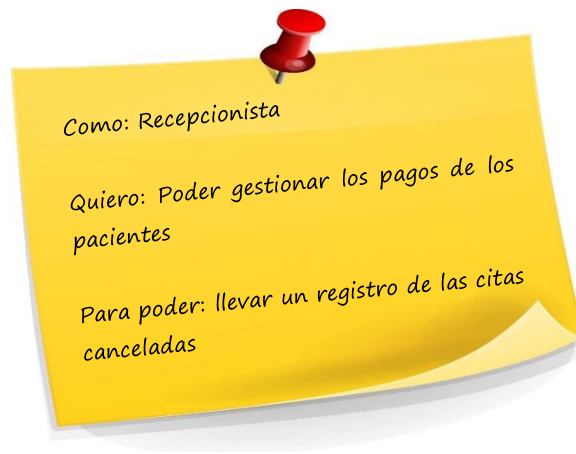 Como: Recepcionista
Quiero: Poder gestionar los pagos de los
pacientes
Para poder: llevar un registro de las citas
canceladas